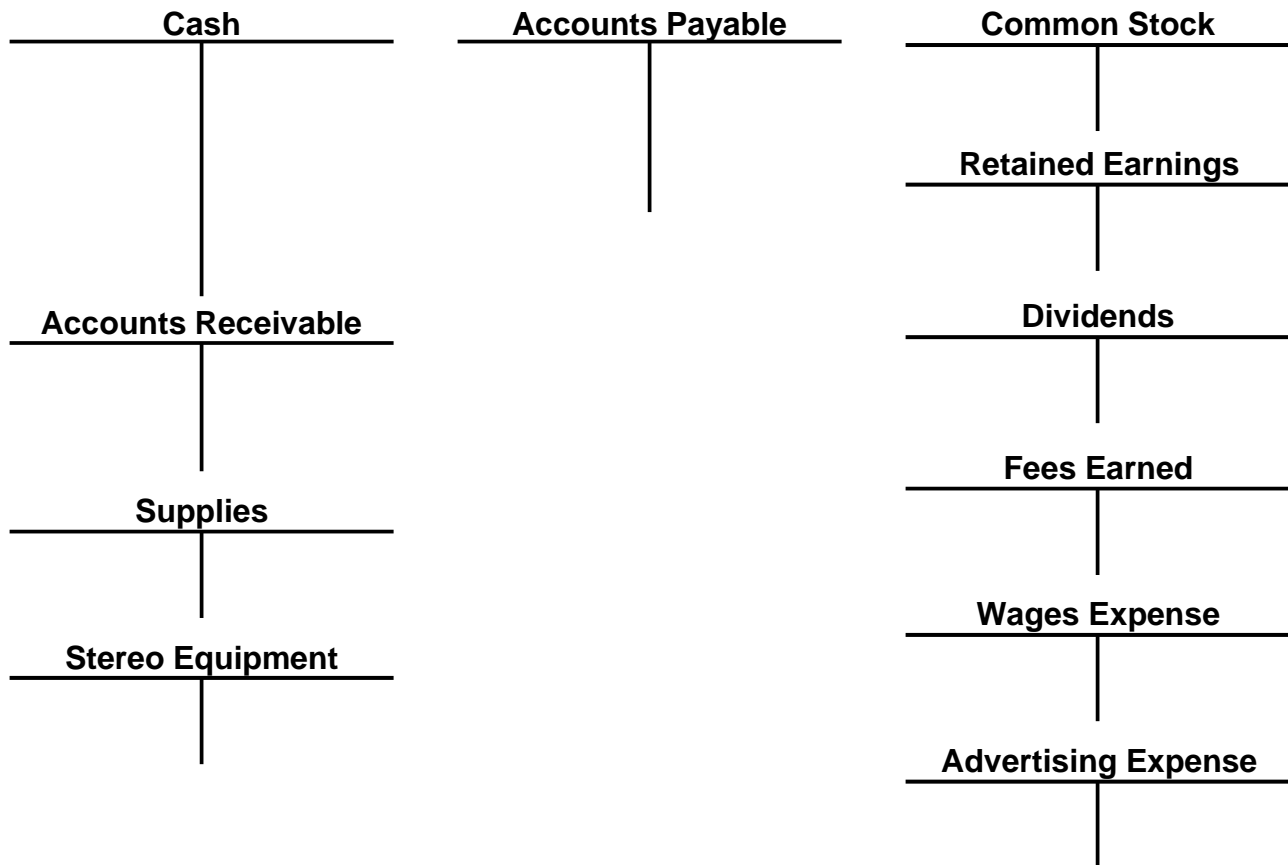 Cash
Accounts Receivable
Supplies
Stereo Equipment
Accounts Payable
Common Stock
Retained Earnings
Dividends
Fees Earned
Wages Expense
Advertising Expense